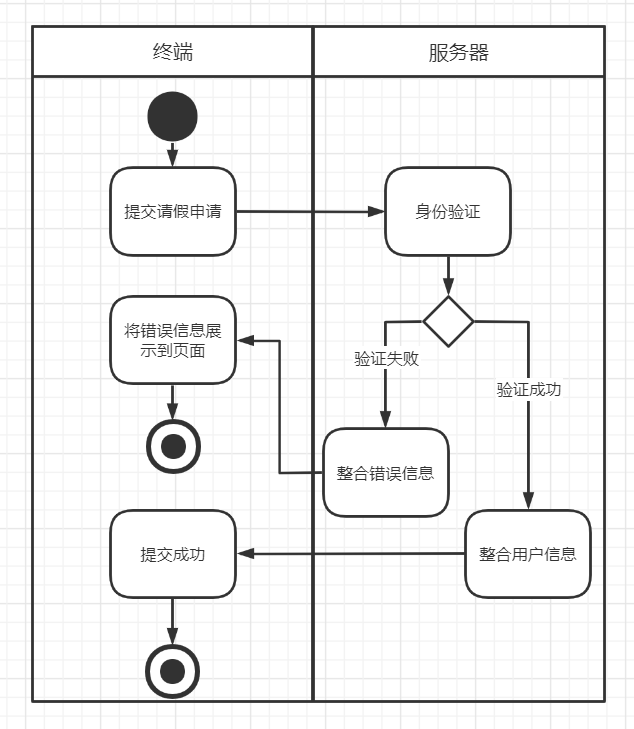 终端
服务器
提交请假申请
身份验证
将错误信息展
示到页面
验证失败
验证成功
整合错误信息
提交成功
整合用户信息